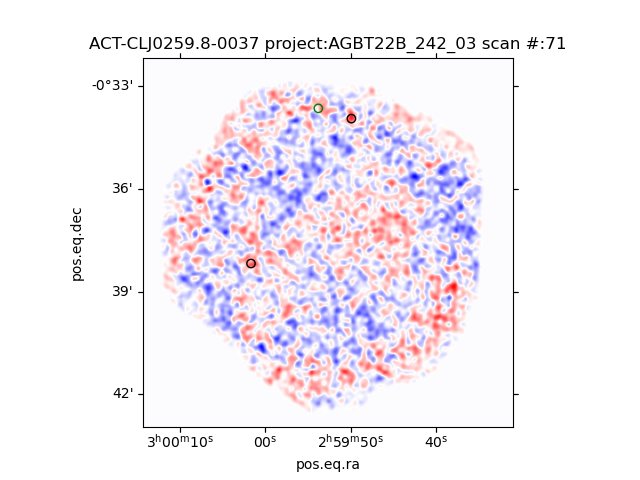 ACT-CLJ0259.8-0037 project:AGBT22B_242_03 scan #:71
-0°33'
36'
39'
42'
pos.eq.dec
3ʰ00ᵐ10ˢ 00ˢ 2ʰ59ᵐ50ˢ 40ˢ
pos.eq.ra